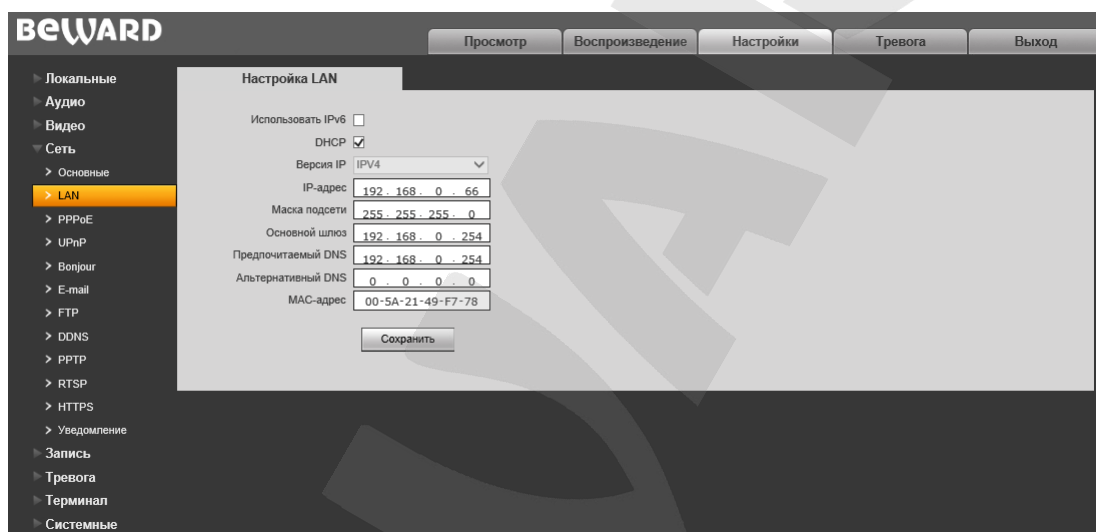 BEWARD
Просмотр Воспроизведение Настройки Тревога Выход
Локальные
Аудио
Видео
Сеть
Основные
LAN
PPPoE
UPnP
Bonjour
E-mail
FTP
DDNS
PPTP
RTSP
HTTPS
Уведомление
Запись
Тревога
Терминал
Системные
Настройка LAN
Использовать IPv6
DHCP
Версия IP IPV4
IP-адрес 192 . 168 . 0 . 66
Маска подсети 255 . 255 . 255 . 0
Основной шлюз 192 . 168 . 0 . 254
Предпочитаемый DNS 192 . 168 . 0 . 254
Альтернативный DNS 0 . 0 . 0 . 0
MAC-адрес 00-5A-21-49-F7-78
Сохранить